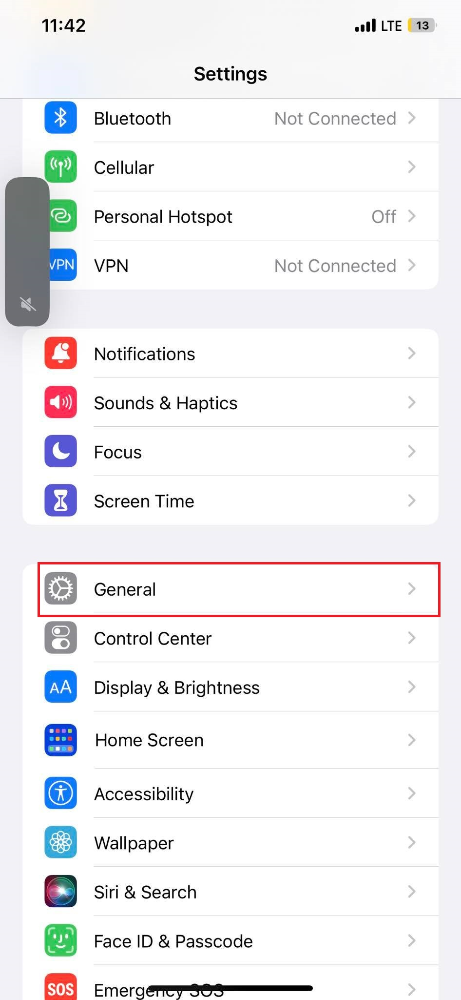 11:42 LTE 13
Settings
Bluetooth Not Connected
Cellular
Personal Hotspot Off
VPN VPN Not Connected
Notifications
Sounds & Haptics
Focus
Screen Time
General
Control Center
AA Display & Brightness
Home Screen
Accessibility
Wallpaper
Siri & Search
Face ID & Passcode
SOS Emergency SOS